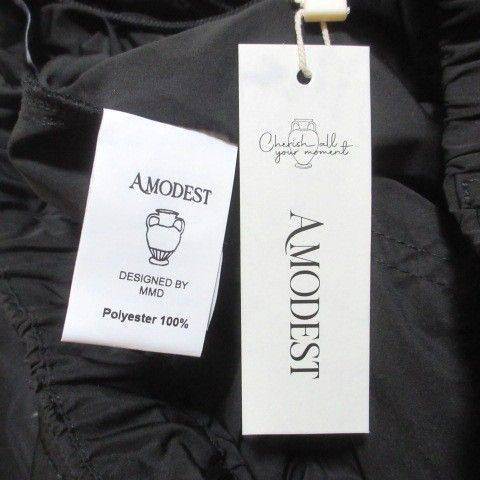 AMODEST
DESIGNED BY
MMD
Polyester 100%
Cherish all
your moment
AMODEST